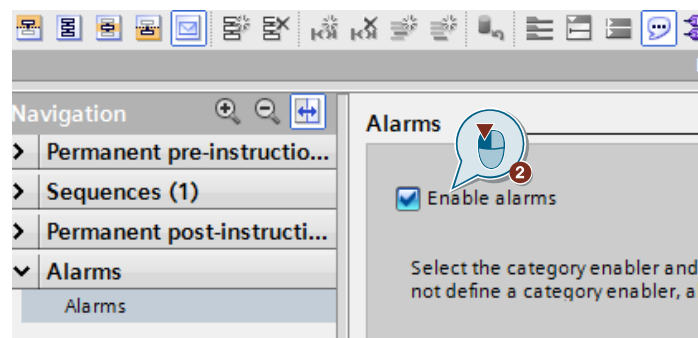 Navigation
Permanent pre-instructio...
Sequences (1)
Permanent post-instructi...
Alarms
Alarms
Alarms
2
Enable alarms
Select the category enabler and
not define a category enabler, a